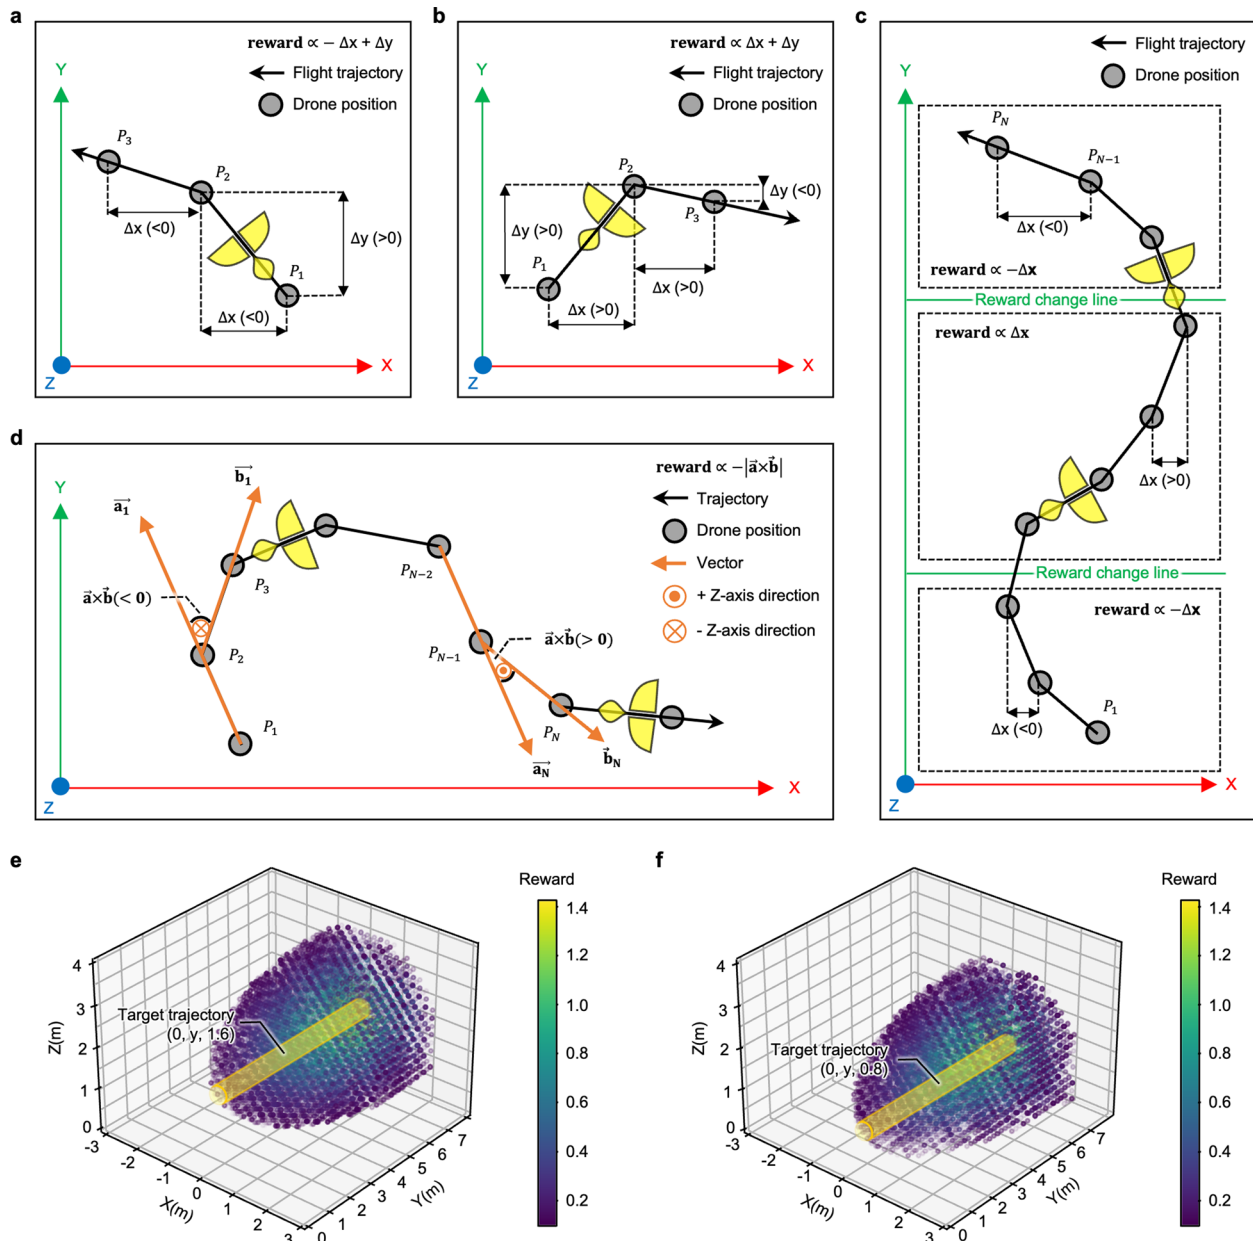 a
reward ∝ − Δx + Δy
Y
Flight trajectory
Drone position
P3
P2
Δx (<0)
Δy (>0)
P1
Δx (<0)
X
Z
b
reward ∝ Δx + Δy
Y
Flight trajectory
Drone position
P2
Δy (<0)
P3
Δy (>0)
P1
Δx (>0)
Δx (>0)
X
Z
c
Flight trajectory
Drone position
Y
PN
PN−1
Δx (<0)
reward ∝ −Δx
Reward change line
reward ∝ Δx
Δx (>0)
Reward change line
reward ∝ −Δx
P1
Δx (<0)
X
Z
d
reward ∝ −|a⃗×b⃗|
Y
Trajectory
Drone position
Vector
+ Z-axis direction
- Z-axis direction
a1
b1
a⃗×b⃗(< 0)
P3
P2
P1
PN−2
PN−1
a⃗×b⃗(> 0)
PN
aN
b⃗N
X
Z
e
Reward
1.4
1.2
1.0
0.8
0.6
0.4
0.2
Target trajectory
(0, y, 1.6)
Z(m)
4
3
2
1
0
X(m)
-3
-2
-1
0
1
2
3
Y(m)
0
1
2
3
4
5
6
7
f
Reward
1.4
1.2
1.0
0.8
0.6
0.4
0.2
Target trajectory
(0, y, 0.8)
Z(m)
4
3
2
1
0
X(m)
-3
-2
-1
0
1
2
3
Y(m)
0
1
2
3
4
5
6
7